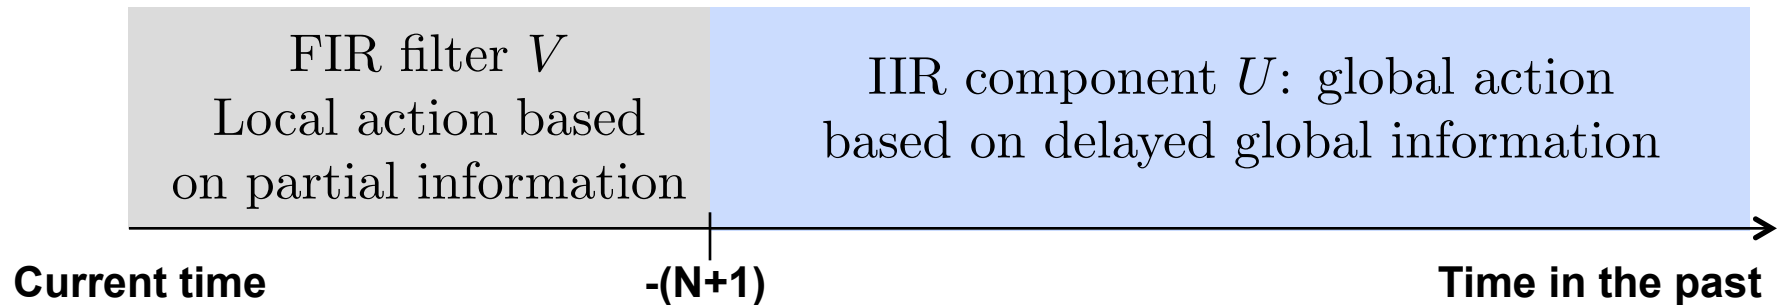 FIR filter V
Local action based
on partial information
IIR component U: global action
based on delayed global information
Current time
-(N+1)
Time in the past